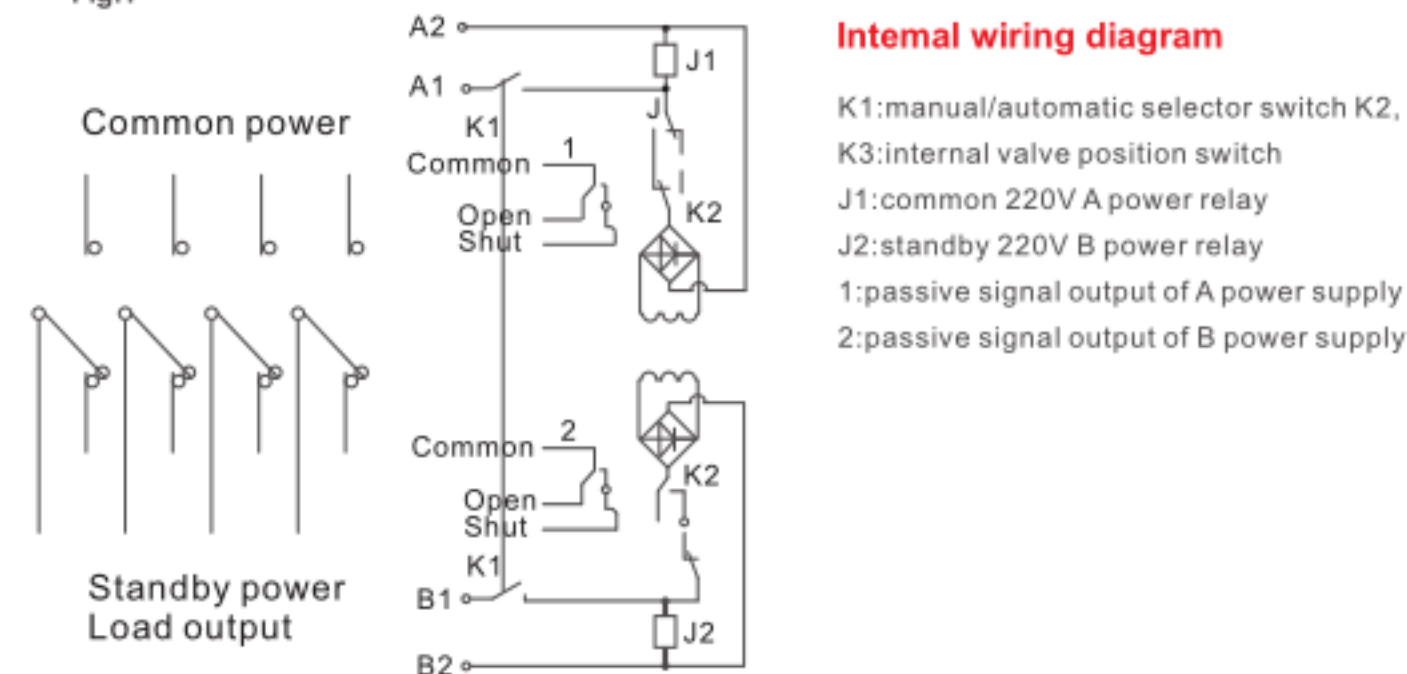 A2
J1
A1
J
K1
Common power
1
Common
Open
K2
Shut
2
Common
K2
Open
Shut
K1
B1
Standby power
Load output
J2
B2
Intemal wiring diagram
K1:manual/automatic selector switch K2,
K3:internal valve position switch
J1:common 220V A power relay
J2:standby 220V B power relay
1:passive signal output of A power supply
2:passive signal output of B power supply